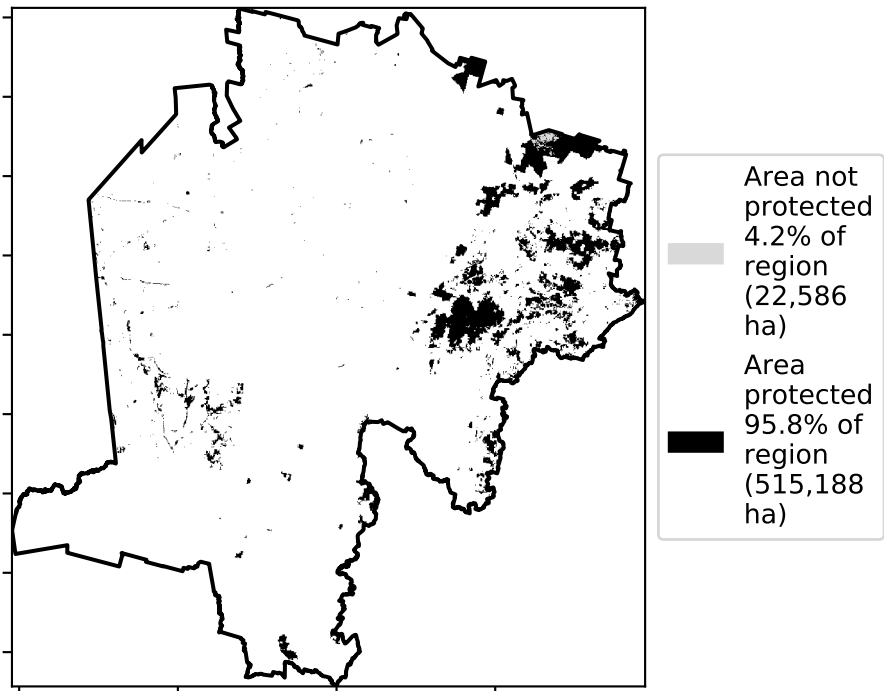 Area not
protected
4.2% of
region
(22,586
ha)
Area
protected
95.8% of
region
(515,188
ha)